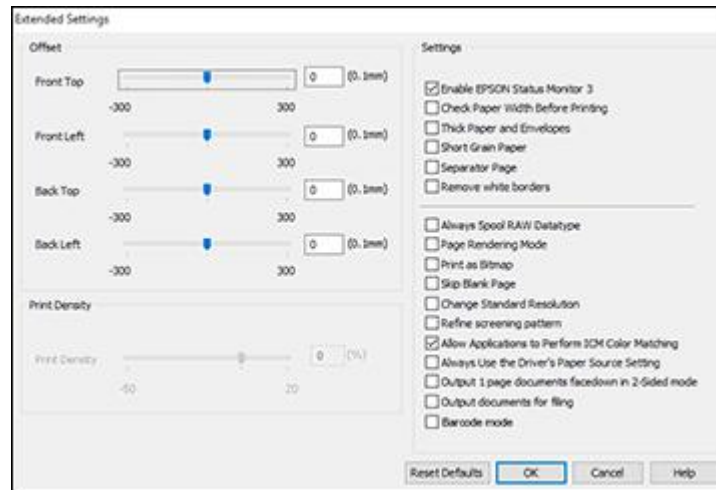 Extended Settings
Offset
Front Top
0 (0.1mm)
-300 300
Front Left
0 (0.1mm)
-300 300
Back Top
0 (0.1mm)
-300 300
Back Left
0 (0.1mm)
-300 300
Print Density
Print Density
0 (%)
-50 20
Settings
Enable EPSON Status Monitor 3
Check Paper Width Before Printing
Thick Paper and Envelopes
Short Grain Paper
Separator Page
Remove white borders
Always Spool RAW Datatype
Page Rendering Mode
Print as Bitmap
Skip Blank Page
Change Standard Resolution
Refine screening pattern
Allow Applications to Perform ICM Color Matching
Always Use the Driver's Paper Source Setting
Output 1 page documents facedown in 2-Sided mode
Output documents for filing
Barcode mode
Reset Defaults OK Cancel Help